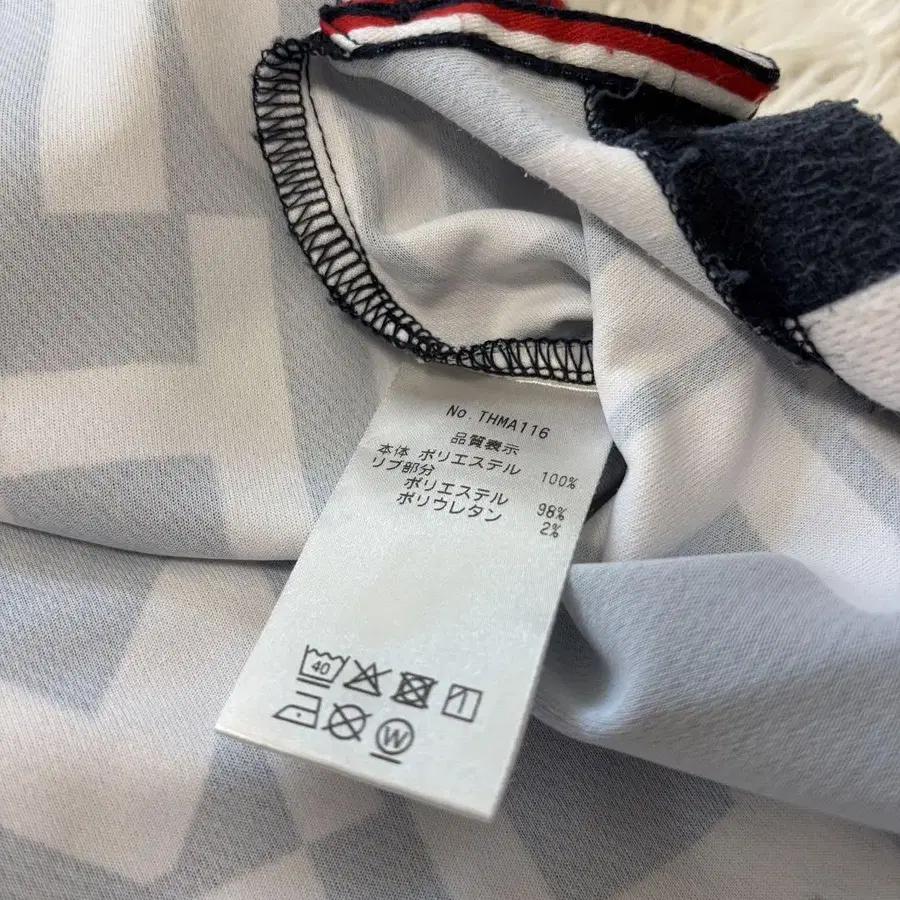 No.THMA116
品質表示
本体 ポリエステル 100%
リブ部分
ポリエステル 98%
ポリウレタン 2%
40
W